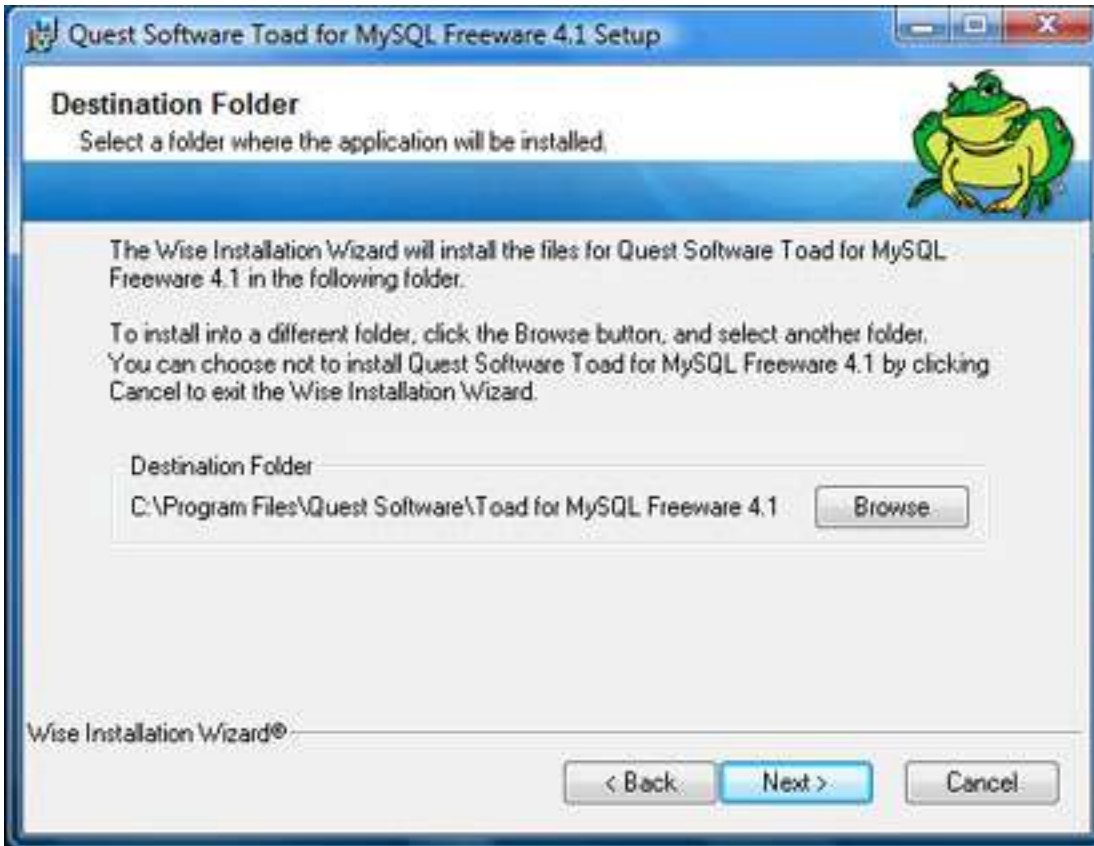 Quest Software Toad for MySQL Freeware 4.1 Setup
Destination Folder
Select a folder where the application will be installed.
The Wise Installation Wizard will install the files for Quest Software Toad for MySQL
Freeware 4.1 in the following folder.
To install into a different folder, click the Browse button, and select another folder.
You can choose not to install Quest Software Toad for MySQL Freeware 4.1 by clicking
Cancel to exit the Wise Installation Wizard.
Destination Folder
C:\Program Files\Quest Software\Toad for MySQL Freeware 4.1
Browse
Wise Installation Wizard®
< Back
Next >
Cancel